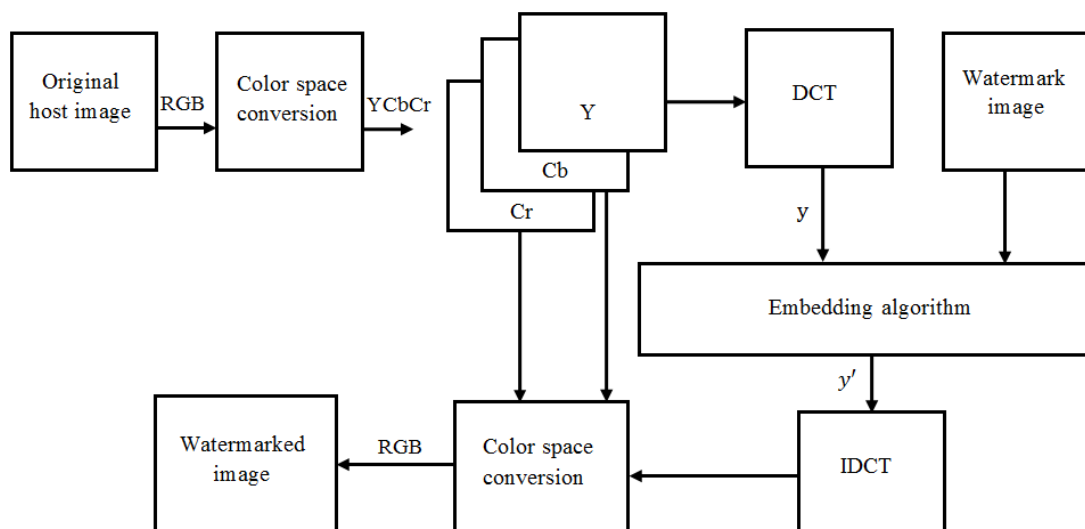 Original
host image
RGB
Color space
conversion
YCbCr
Y
Cb
Cr
DCT
Watermark
image
y
Embedding algorithm
y′
IDCT
Color space
conversion
RGB
Watermarked
image